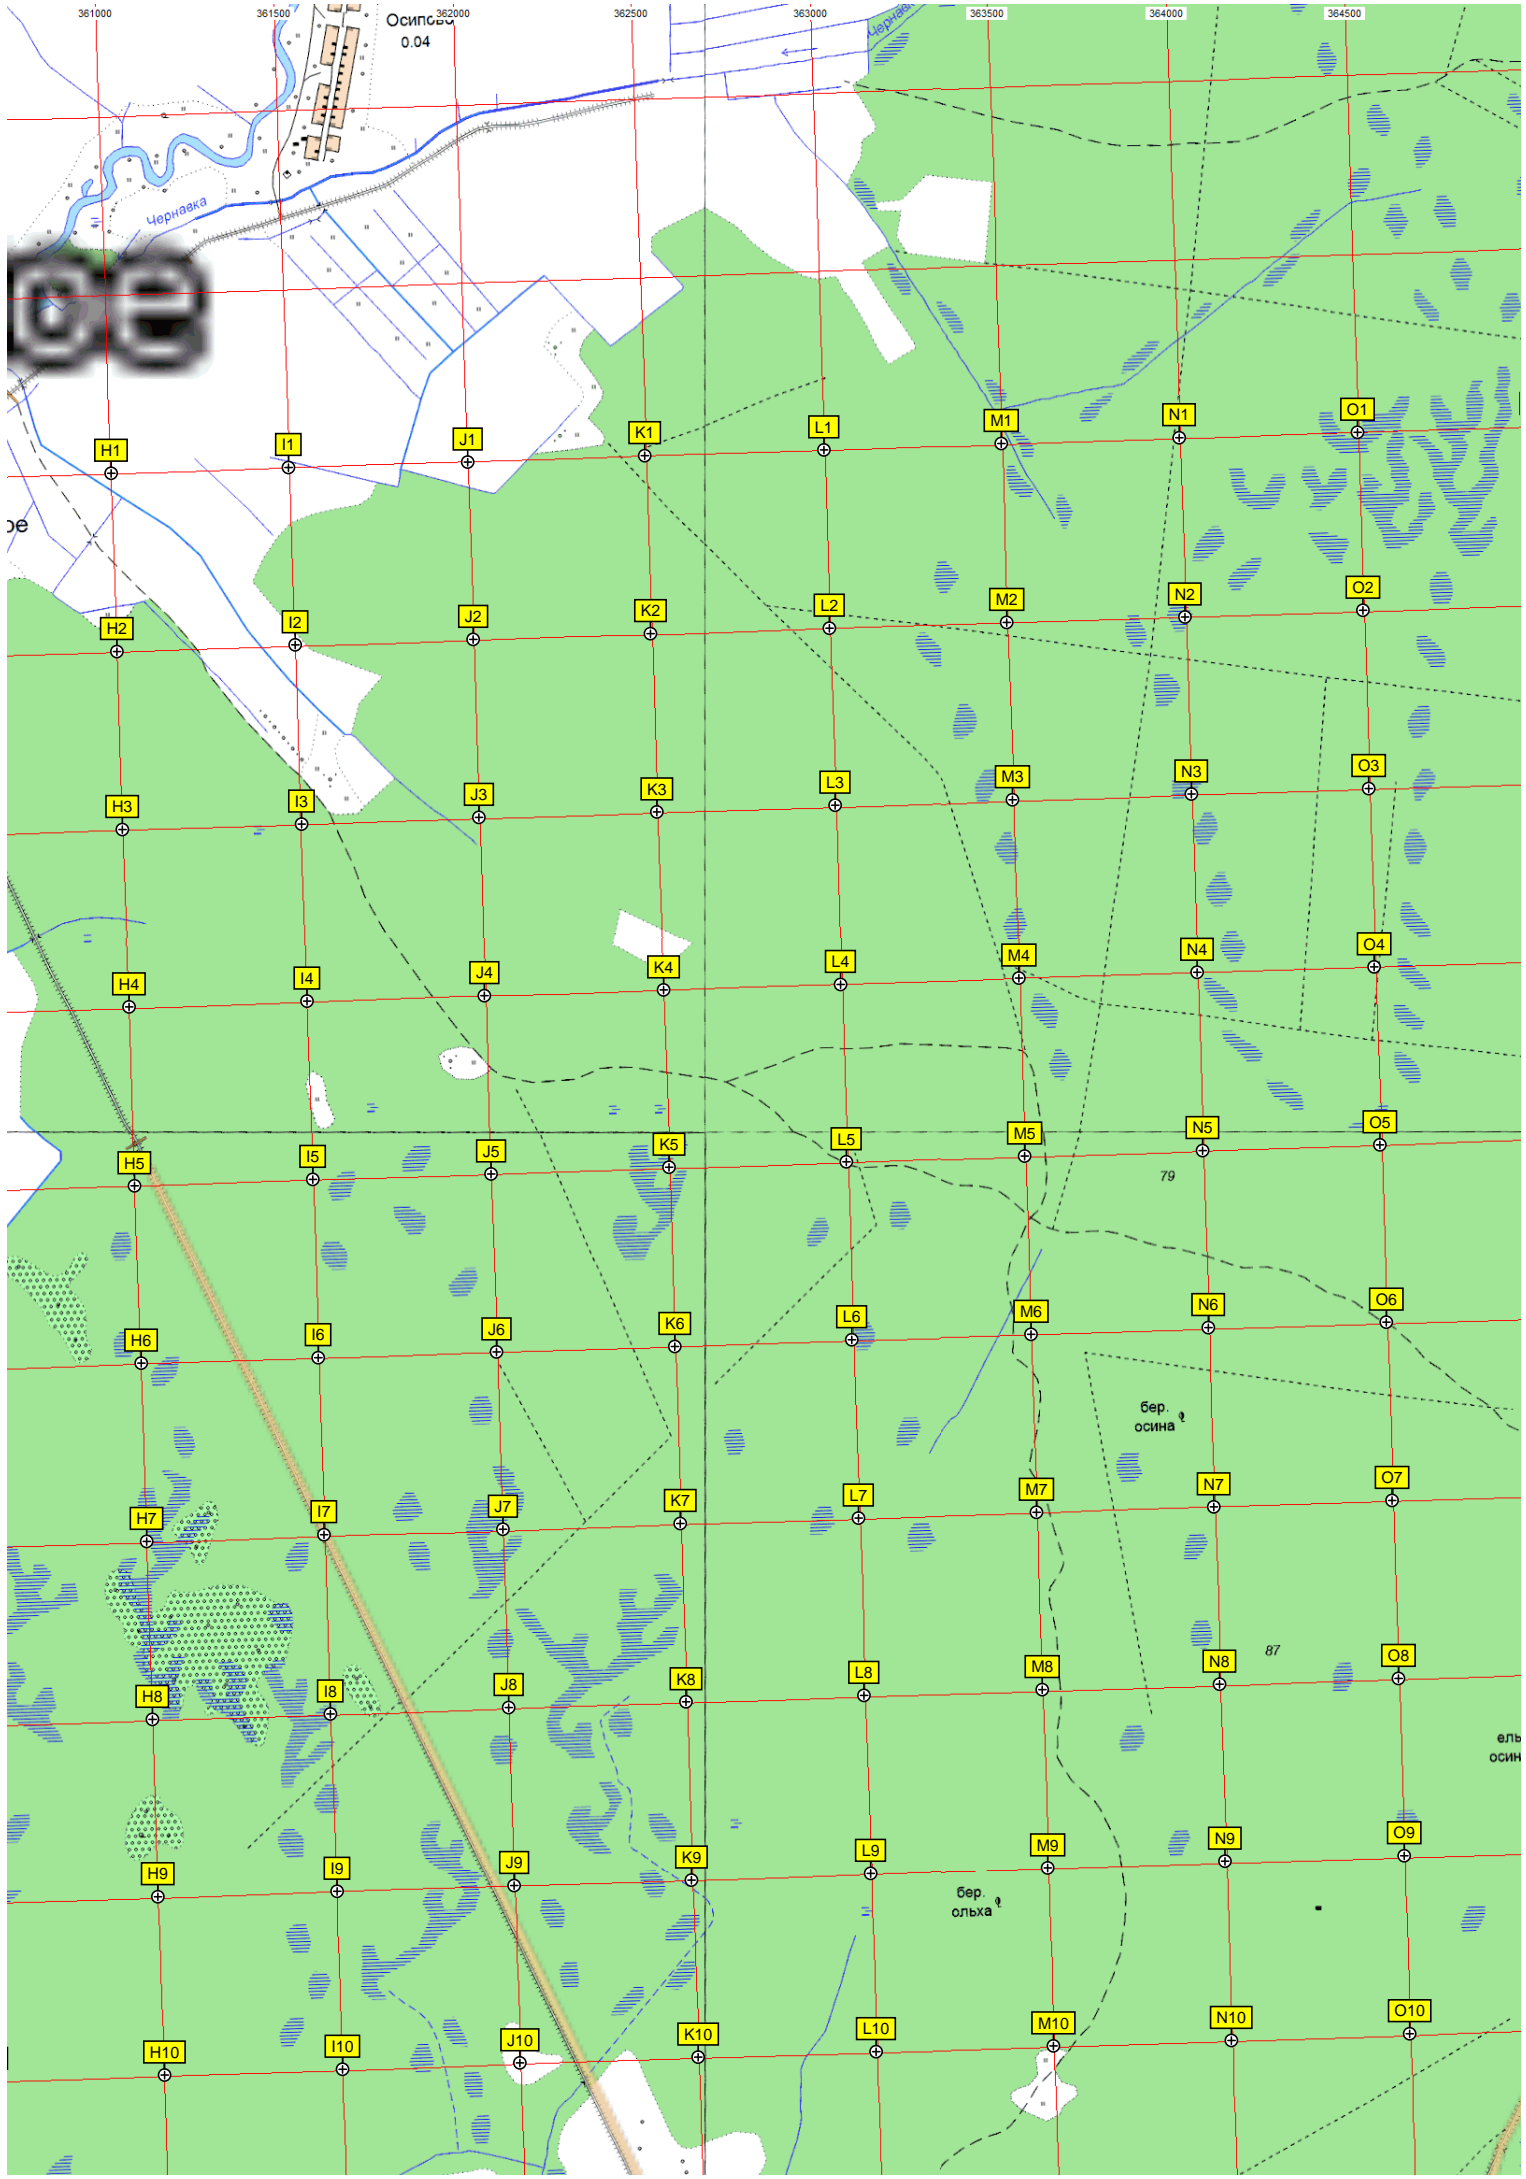 361000 361500 362000 362500 363000 363500 364000 364500
Осипово
0.04
Чернавка
Чернавка
ое
H1 I1 J1 K1 L1 M1 N1 O1
ое
H2 I2 J2 K2 L2 M2 N2 O2
H3 I3 J3 K3 L3 M3 N3 O3
H4 I4 J4 K4 L4 M4 N4 O4
H5 I5 J5 K5 L5 M5 N5 O5
79
H6 I6 J6 K6 L6 M6 N6 O6
бер.
осина
H7 I7 J7 K7 L7 M7 N7 O7
87
H8 I8 J8 K8 L8 M8 N8 O8
ель
осин
H9 I9 J9 K9 L9 M9 N9 O9
бер.
ольха
H10 I10 J10 K10 L10 M10 N10 O10